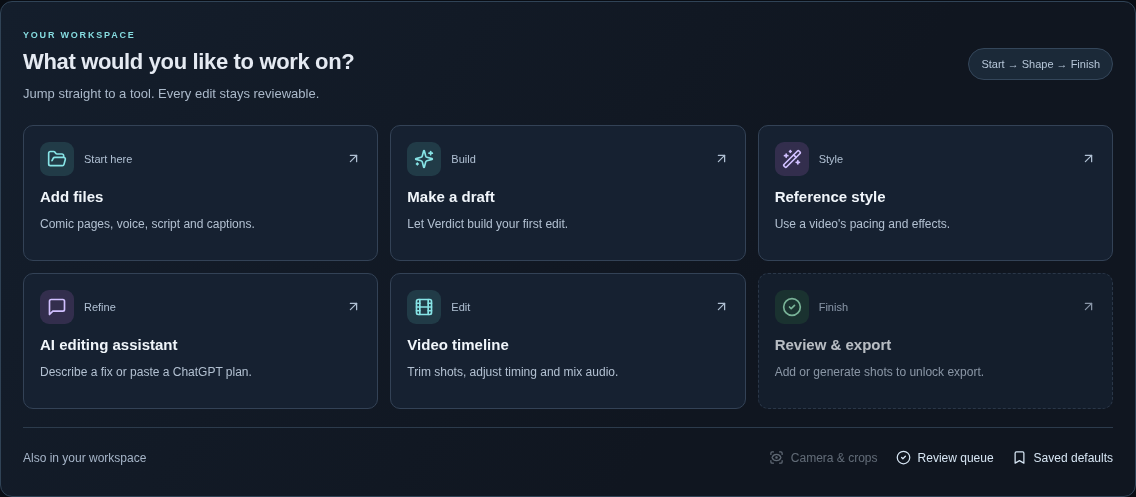 YOUR WORKSPACE
What would you like to work on?
Start → Shape → Finish
Jump straight to a tool. Every edit stays reviewable.
Start here
Add files
Comic pages, voice, script and captions.
Build
Make a draft
Let Verdict build your first edit.
Style
Reference style
Use a video's pacing and effects.
Refine
AI editing assistant
Describe a fix or paste a ChatGPT plan.
Edit
Video timeline
Trim shots, adjust timing and mix audio.
Finish
Review & export
Add or generate shots to unlock export.
Also in your workspace
Camera & crops
Review queue
Saved defaults